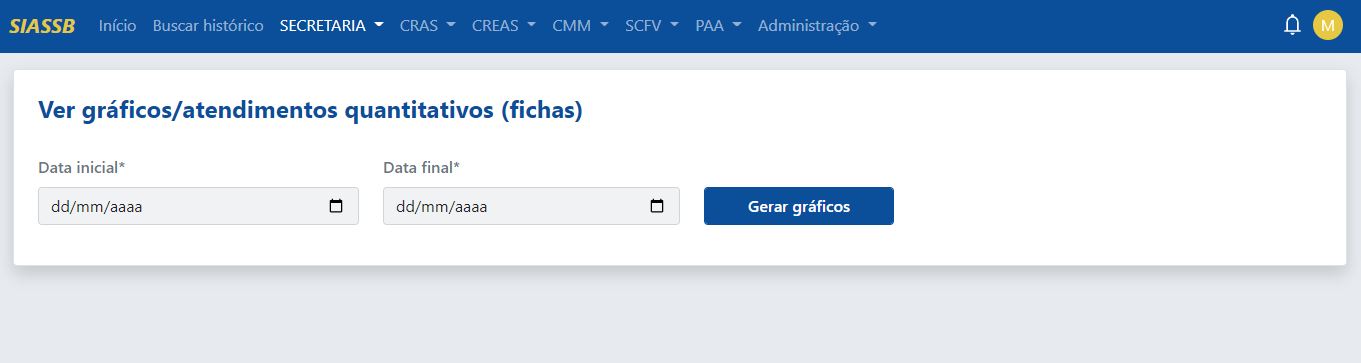 SIASSB Início Buscar histórico SECRETARIA CRAS CREAS CMM SCFV PAA Administração M
Ver gráficos/atendimentos quantitativos (fichas)
Data inicial* Data final*
dd/mm/aaaa dd/mm/aaaa Gerar gráficos